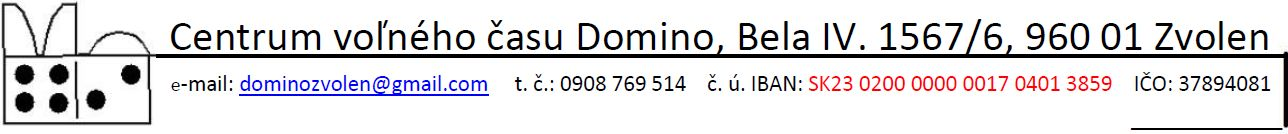 Centrum voľného času Domino, Bela IV. 1567/6, 960 01 Zvolen
e-mail: dominozvolen@gmail.com t. č.: 0908 769 514 č. ú. IBAN: SK23 0200 0000 0017 0401 3859 IČO: 37894081